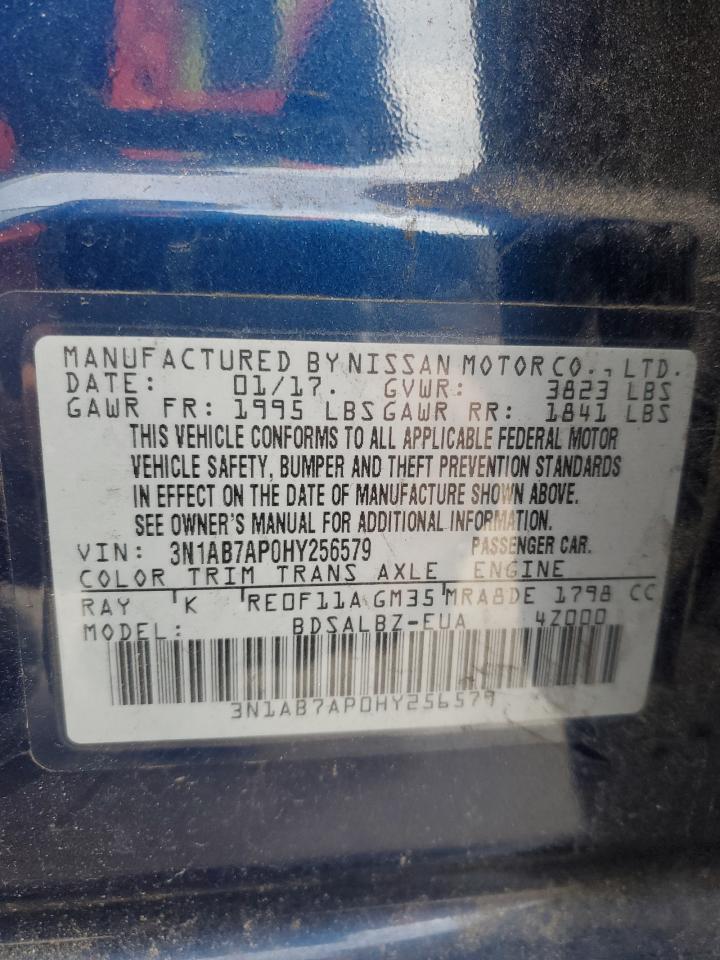 MANUFACTURED BY NISSAN MOTOR CO., LTD.
DATE: 01/17. GVWR: 3823 LBS
GAWR FR: 1995 LBS GAWR RR: 1841 LBS
THIS VEHICLE CONFORMS TO ALL APPLICABLE FEDERAL MOTOR
VEHICLE SAFETY, BUMPER AND THEFT PREVENTION STANDARDS
IN EFFECT ON THE DATE OF MANUFACTURE SHOWN ABOVE.
SEE OWNER'S MANUAL FOR ADDITIONAL INFORMATION.
VIN: 3N1AB7AP0HY256579 PASSENGER CAR.
COLOR TRIM TRANS AXLE ENGINE
RAY K RE0F11A GM35 MRA8DE 1798 CC
MODEL: BDSALBZ-EUA 4Z000
3N1AB7AP0HY256579